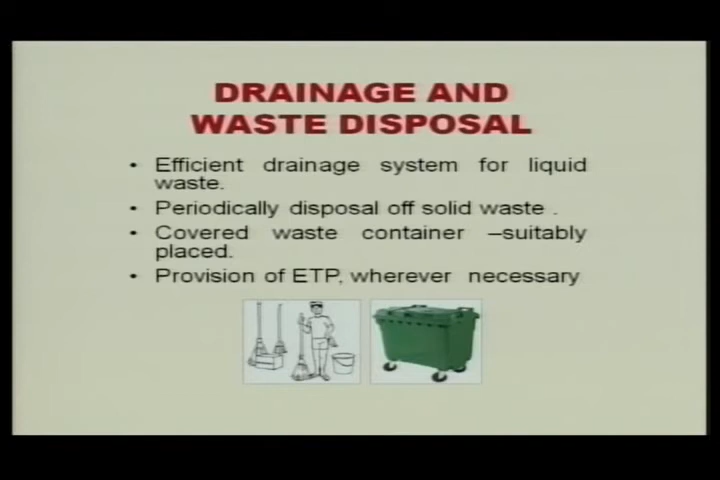 DRAINAGE AND
WASTE DISPOSAL
• Efficient drainage system for liquid
waste.
• Periodically disposal off solid waste .
• Covered waste container –suitably
placed.
• Provision of ETP, wherever necessary